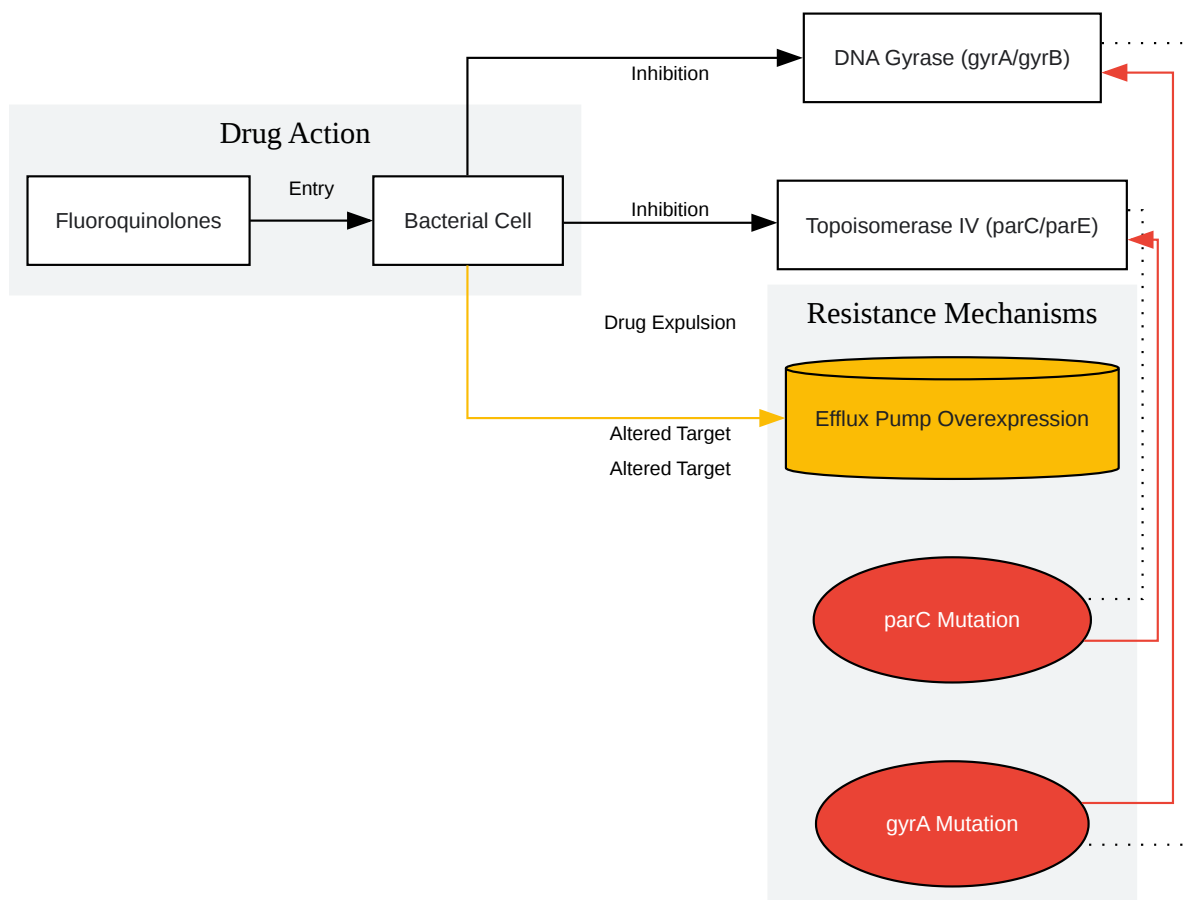 DNA Gyrase (gyrA/gyrB)
Inhibition
Drug Action
Entry
Fluoroquinolones
Bacterial Cell
Inhibition
Topoisomerase IV (parC/parE)
Resistance Mechanisms
Drug Expulsion
Efflux Pump Overexpression
Altered Target
Altered Target
parC Mutation
gyrA Mutation